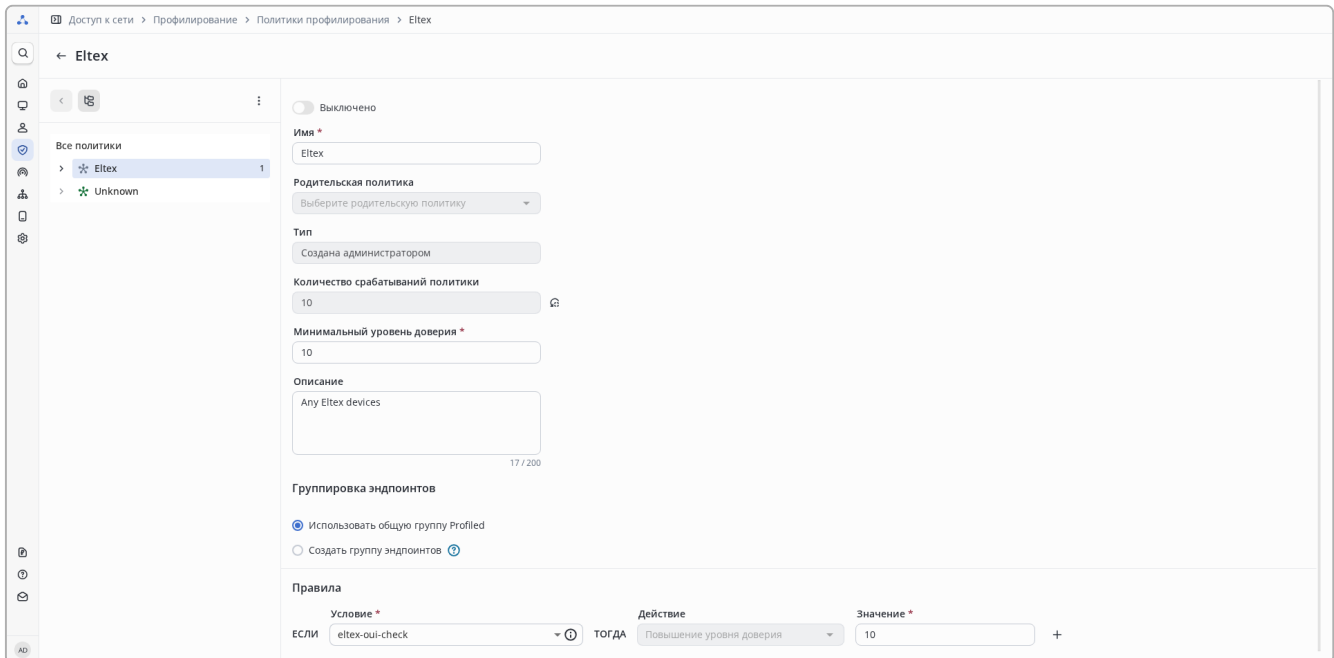 Доступ к сети > Профилирование > Политики профилирования > Eltex
← Eltex
Все политики
Eltex 1
Unknown
Выключено
Имя *
Eltex
Родительская политика
Выберите родительскую политику
Тип
Создана администратором
Количество срабатываний политики
10
Минимальный уровень доверия *
10
Описание
Any Eltex devices
17 / 200
Группировка эндпоинтов
Использовать общую группу Profiled
Создать группу эндпоинтов ?
Правила
Условие * Действие Значение *
ЕСЛИ eltex-oui-check ТОГДА Повышение уровня доверия 10 +
AD